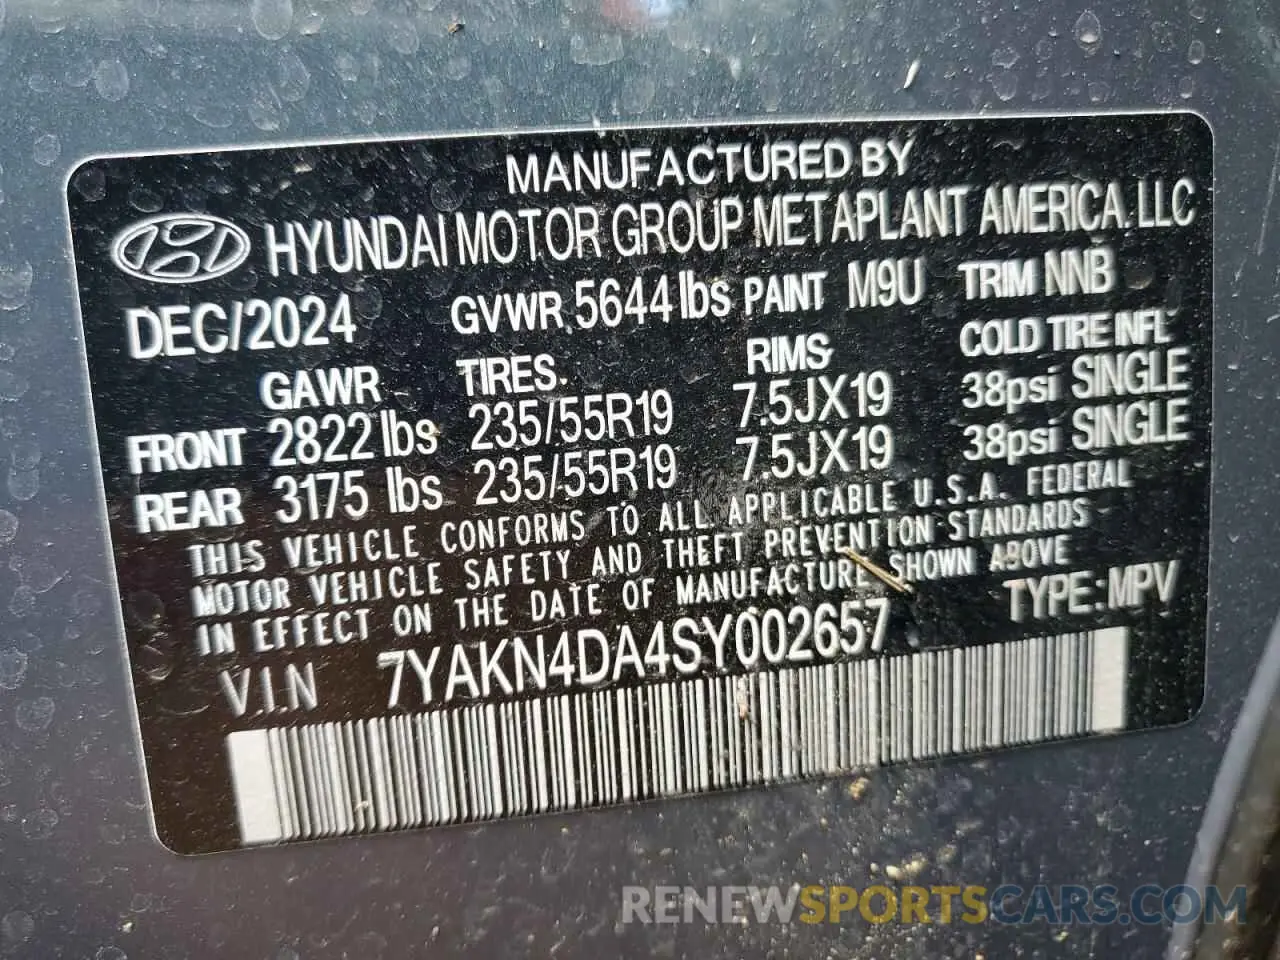 MANUFACTURED BY
HYUNDAI MOTOR GROUP METAPLANT AMERICA. LLC
DEC/2024 GVWR 5644 lbs PAINT M9U TRIM NNB
GAWR TIRES. RIMS COLD TIRE INFL'
FRONT 2822 lbs 235/55R19 7.5JX19 38psi SINGLE
REAR 3175 lbs 235/55R19 7.5JX19 38psi SINGLE
THIS VEHICLE CONFORMS TO ALL APPLICABLE U.S.A. FEDERAL
MOTOR VEHICLE SAFETY AND THEFT PREVENTION STANDARDS
IN EFFECT ON THE DATE OF MANUFACTURE SHOWN ABOVE
V.I.N 7YAKN4DA4SY002657 TYPE: MPV
RENEWSPORTSCARS.COM